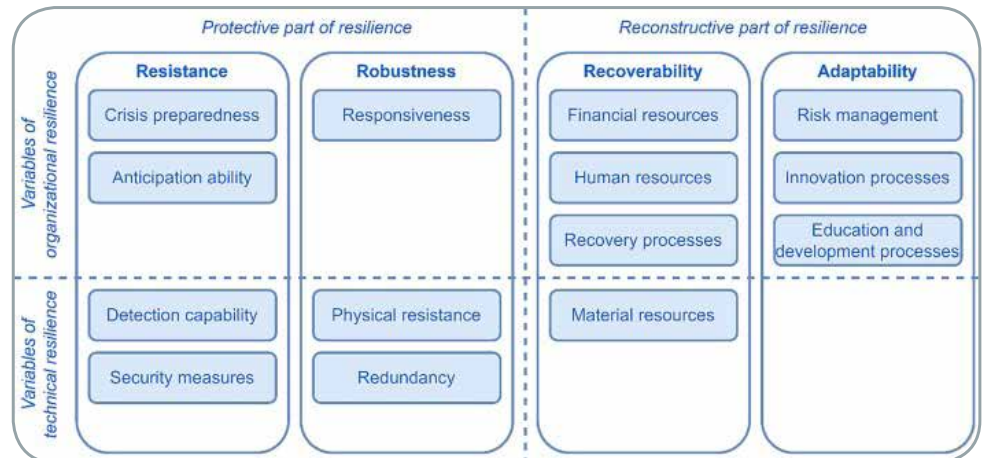 Protective part of resilience
Reconstructive part of resilience
Resistance
Robustness
Recoverability
Adaptability
Variables of
organizational resilience
Crisis preparedness
Responsiveness
Financial resources
Risk management
Anticipation ability
Human resources
Innovation processes
Recovery processes
Education and
development processes
Variables of
technical resilience
Detection capability
Physical resistance
Material resources
Security measures
Redundancy